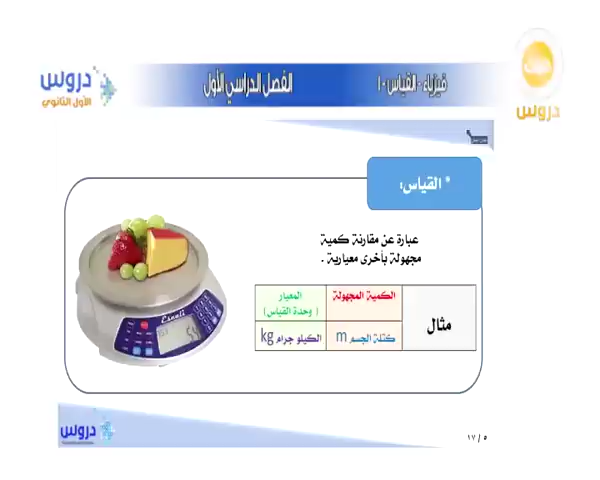 دروس
الأول الثانوي
الفصل الدراسي الأول
فيزياء - القياس - ١
دروس
* القياس:
عبارة عن مقارنة كمية
مجهولة بأخرى معيارية .
مثال
الكمية المجهولة
المعيار
( وحدة القياس )
كتلة الجسم m
الكيلو جرام kg
دروس
١٧ / ٥